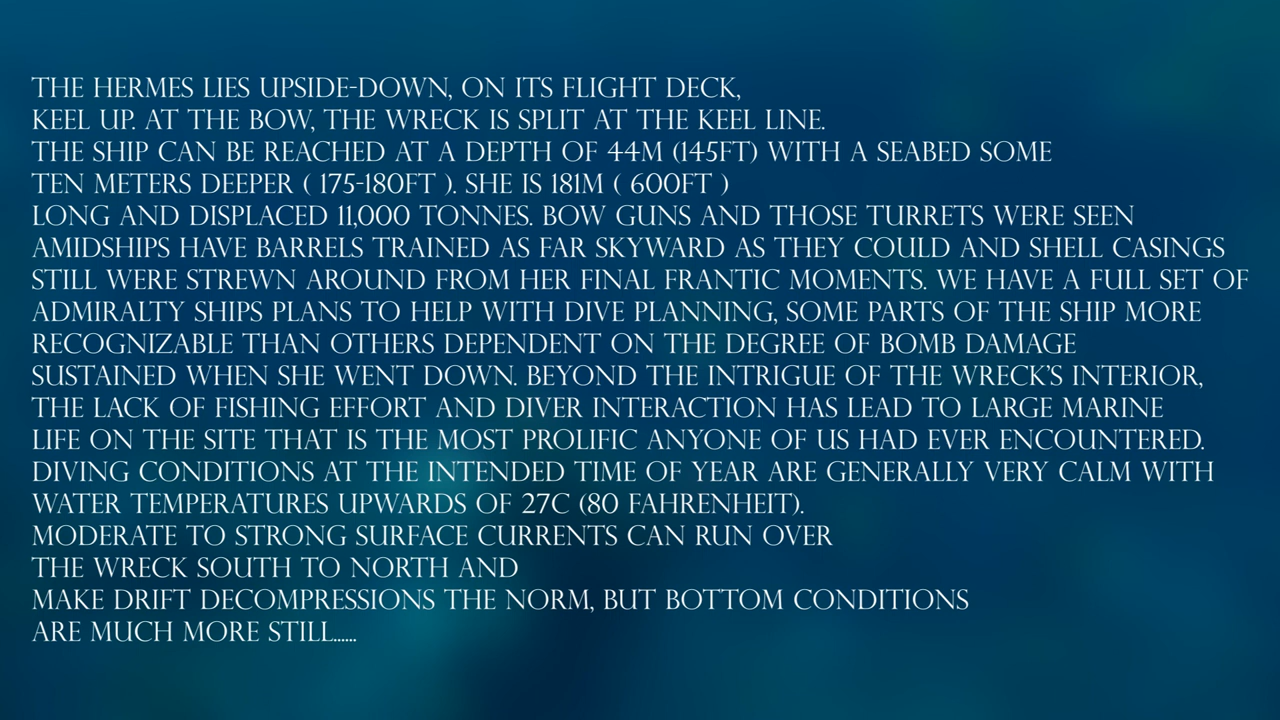 THE HERMES LIES UPSIDE-DOWN, ON ITS FLIGHT DECK,
KEEL UP. AT THE BOW, THE WRECK IS SPLIT AT THE KEEL LINE.
THE SHIP CAN BE REACHED AT A DEPTH OF 44M (145FT) WITH A SEABED SOME
TEN METERS DEEPER ( 175-180FT ). SHE IS 181M ( 600FT )
LONG AND DISPLACED 11,000 TONNES. BOW GUNS AND THOSE TURRETS WERE SEEN
AMIDSHIPS HAVE BARRELS TRAINED AS FAR SKYWARD AS THEY COULD AND SHELL CASINGS
STILL WERE STREWN AROUND FROM HER FINAL FRANTIC MOMENTS. WE HAVE A FULL SET OF
ADMIRALTY SHIPS PLANS TO HELP WITH DIVE PLANNING, SOME PARTS OF THE SHIP MORE
RECOGNIZABLE THAN OTHERS DEPENDENT ON THE DEGREE OF BOMB DAMAGE
SUSTAINED WHEN SHE WENT DOWN. BEYOND THE INTRIGUE OF THE WRECK'S INTERIOR,
THE LACK OF FISHING EFFORT AND DIVER INTERACTION HAS LEAD TO LARGE MARINE
LIFE ON THE SITE THAT IS THE MOST PROLIFIC ANYONE OF US HAD EVER ENCOUNTERED.
DIVING CONDITIONS AT THE INTENDED TIME OF YEAR ARE GENERALLY VERY CALM WITH
WATER TEMPERATURES UPWARDS OF 27C (80 FAHRENHEIT).
MODERATE TO STRONG SURFACE CURRENTS CAN RUN OVER
THE WRECK SOUTH TO NORTH AND
MAKE DRIFT DECOMPRESSIONS THE NORM, BUT BOTTOM CONDITIONS
ARE MUCH MORE STILL......